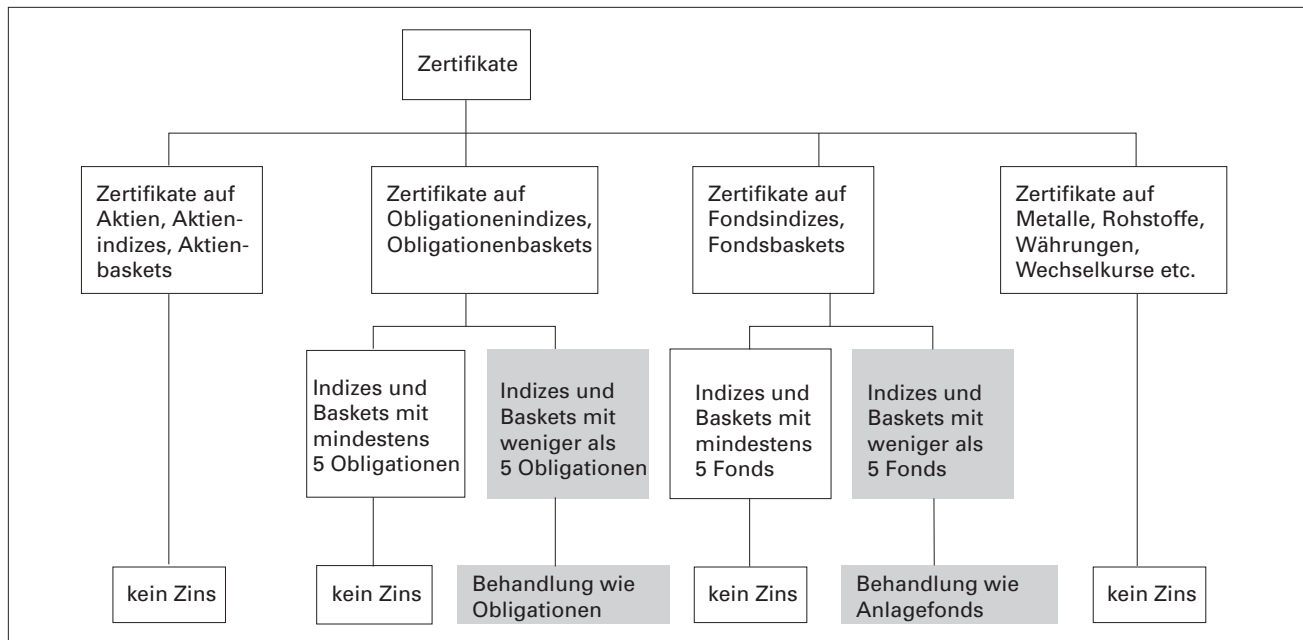 Zertifikate
Zertifikate auf
Aktien, Aktien-
indizes, Aktien-
baskets
Zertifikate auf
Obligationenindizes,
Obligationenbaskets
Zertifikate auf
Fondsindizes,
Fondsbaskets
Zertifikate auf
Metalle, Rohstoffe,
Währungen,
Wechselkurse etc.
Indizes und
Baskets mit
mindestens
5 Obligationen
Indizes und
Baskets mit
weniger als
5 Obligationen
Indizes und
Baskets mit
mindestens
5 Fonds
Indizes und
Baskets mit
weniger als
5 Fonds
kein Zins
kein Zins
Behandlung wie
Obligationen
kein Zins
Behandlung wie
Anlagefonds
kein Zins